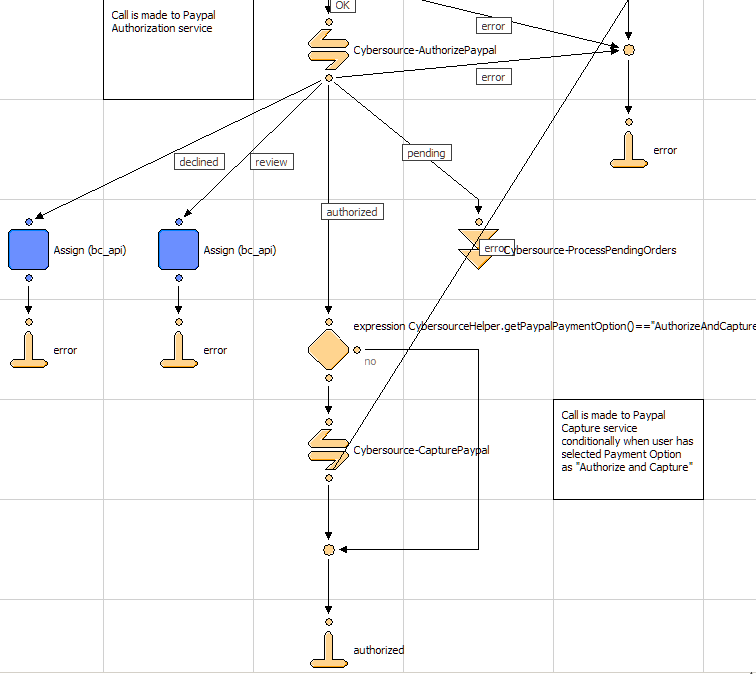 Call is made to Paypal
Authorization service
OK
error
Cybersource-AuthorizePaypal
error
error
declined
review
pending
authorized
Assign (bc_api)
Assign (bc_api)
error
Cybersource-ProcessPendingOrders
expression CybersourceHelper.getPaypalPaymentOption()=="AuthorizeAndCapture
error
error
no
Call is made to Paypal
Capture service
conditionally when user has
selected Payment Option
as "Authorize and Capture"
Cybersource-CapturePaypal
authorized